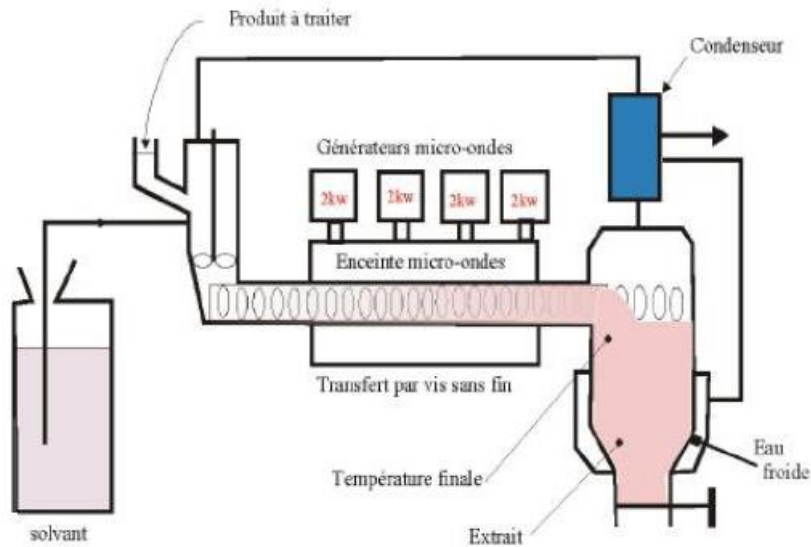 Produit à traiter
Condenseur
Générateurs micro-ondes
2kw 2kw 2kw 2kw
Enceinte micro-ondes
Transfert par vis sans fin
Température finale
Eau
froide
Extrait
solvant